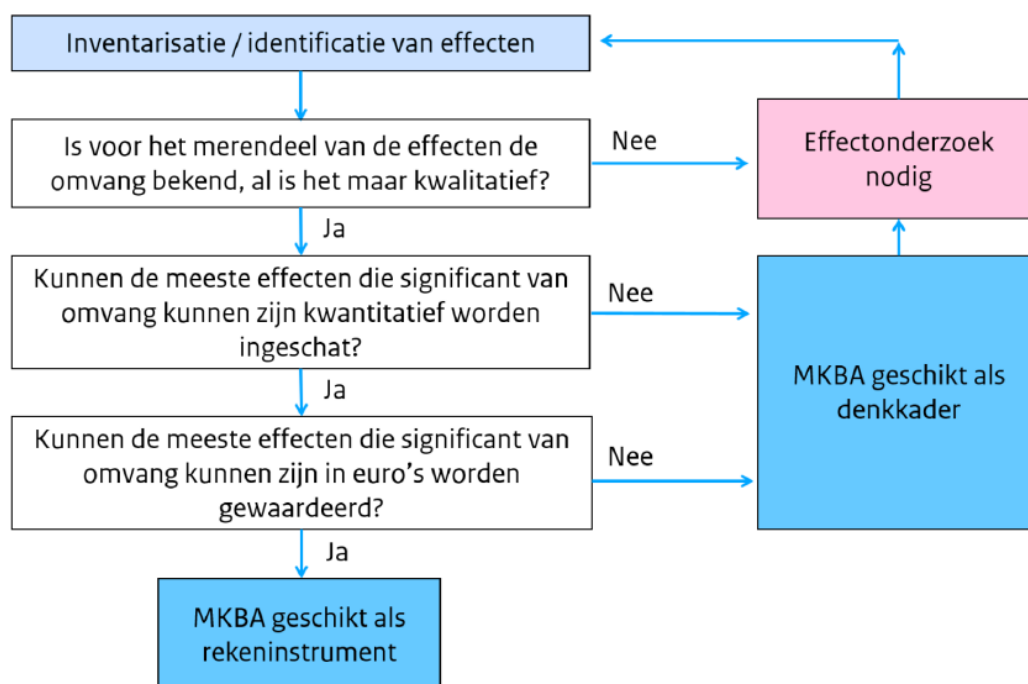 Inventarisatie / identificatie van effecten
Is voor het merendeel van de effecten de
omvang bekend, al is het maar kwalitatief?
Nee
Effectonderzoek
nodig
Ja
Kunnen de meeste effecten die significant van
omvang kunnen zijn kwantitatief worden
ingeschat?
Nee
MKBA geschikt als
denkkader
Ja
Kunnen de meeste effecten die significant van
omvang kunnen zijn in euro's worden
gewaardeerd?
Nee
Ja
MKBA geschikt als
rekeninstrument